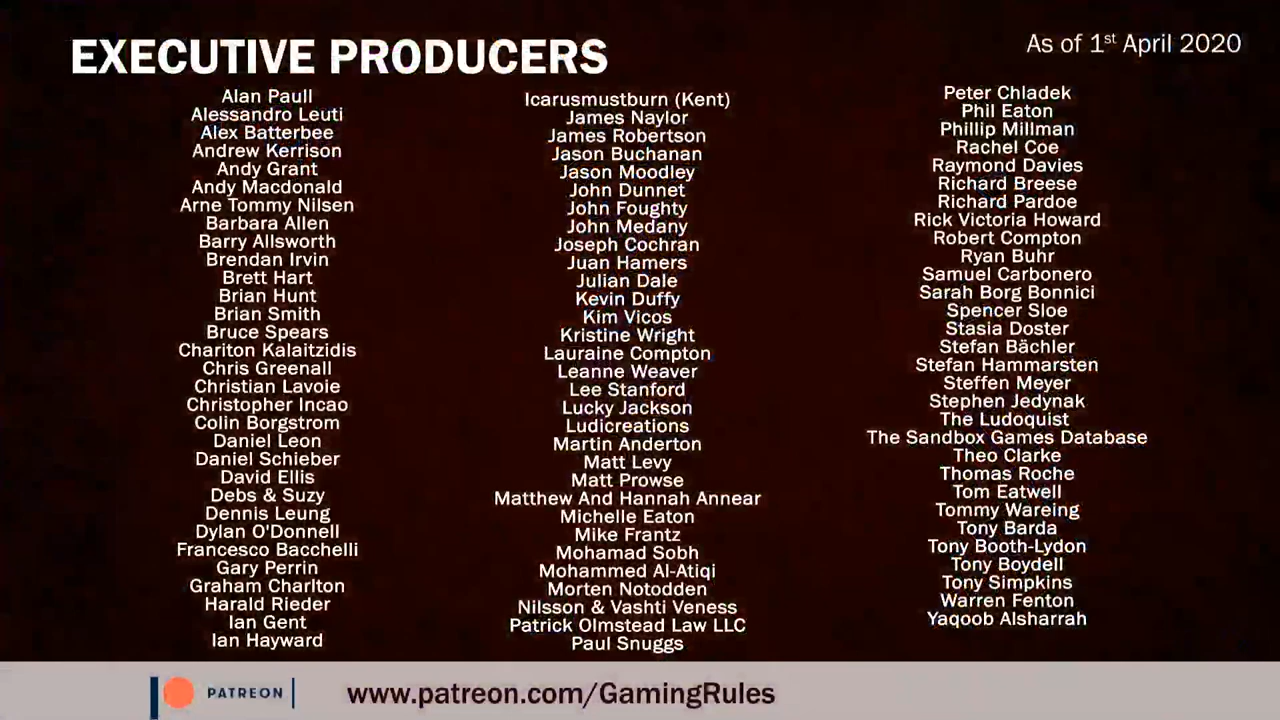 EXECUTIVE PRODUCERS
As of 1st April 2020
Alan Paull
Alessandro Leuti
Alex Batterbee
Andrew Kerrison
Andy Grant
Andy Macdonald
Arne Tommy Nilsen
Barbara Allen
Barry Allsworth
Brendan Irvin
Brett Hart
Brian Hunt
Brian Smith
Bruce Spears
Chariton Kalaitzidis
Chris Greenall
Christian Lavoie
Christopher Incao
Colin Borgstrom
Daniel Leon
Daniel Schieber
David Ellis
Debs & Suzy
Dennis Leung
Dylan O'Donnell
Francesco Bacchelli
Gary Perrin
Graham Charlton
Harald Rieder
Ian Gent
Ian Hayward
Icarusmustburn (Kent)
James Naylor
James Robertson
Jason Buchanan
Jason Moodley
John Dunnet
John Foughty
John Medany
Joseph Cochran
Juan Hamers
Julian Dale
Kevin Duffy
Kim Vicos
Kristine Wright
Lauraine Compton
Leanne Weaver
Lee Stanford
Lucky Jackson
Ludicreations
Martin Anderton
Matt Levy
Matt Prowse
Matthew And Hannah Annear
Michelle Eaton
Mike Frantz
Mohamad Sobh
Mohammed Al-Atiqi
Morten Notodden
Nilsson & Vashti Veness
Patrick Olmstead Law LLC
Paul Snuggs
Peter Chladek
Phil Eaton
Phillip Millman
Rachel Coe
Raymond Davies
Richard Breese
Richard Pardoe
Rick Victoria Howard
Robert Compton
Ryan Buhr
Samuel Carbonero
Sarah Borg Bonnici
Spencer Sloe
Stasia Doster
Stefan Bächler
Stefan Hammarsten
Steffen Meyer
Stephen Jedynak
The Ludoquist
The Sandbox Games Database
Theo Clarke
Thomas Roche
Tom Eatwell
Tommy Wareing
Tony Barda
Tony Booth-Lydon
Tony Boydell
Tony Simpkins
Warren Fenton
Yaqoob Alsharrah
PATREON
www.patreon.com/GamingRules